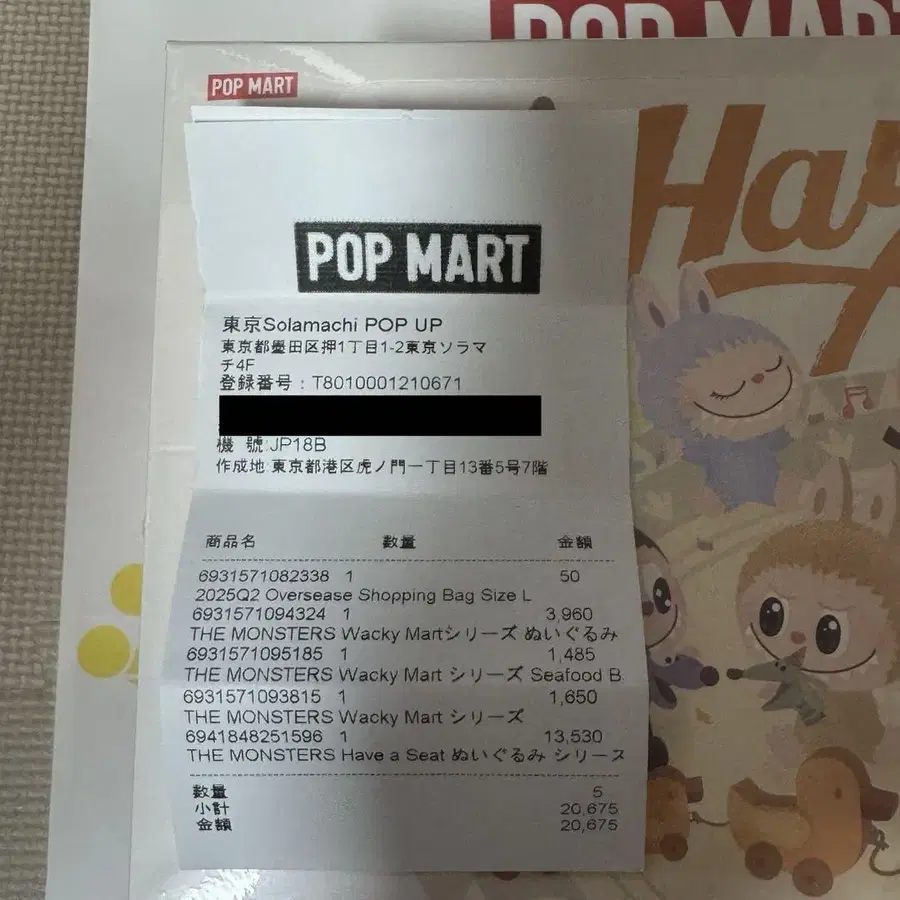 POP MART
POP MART
Ha
POP MART
東京Solamachi POP UP
東京都墨田区押1丁目1-2東京ソラマ
チ4F
登録番号：T8010001210671
機 號:JP18B
作成地:東京都港区虎ノ門一丁目13番5号7階
商品名 数量 金額
6931571082338 1 50
2025Q2 Oversease Shopping Bag Size L
6931571094324 1 3,960
THE MONSTERS Wacky Martシリーズ ぬいぐるみ
6931571095185 1 1,485
THE MONSTERS Wacky Mart シリーズ Seafood B
6931571093815 1 1,650
THE MONSTERS Wacky Mart シリーズ
6941848251596 1 13,530
THE MONSTERS Have a Seat ぬいぐるみ シリーズ
数量 5
小計 20,675
金額 20,675